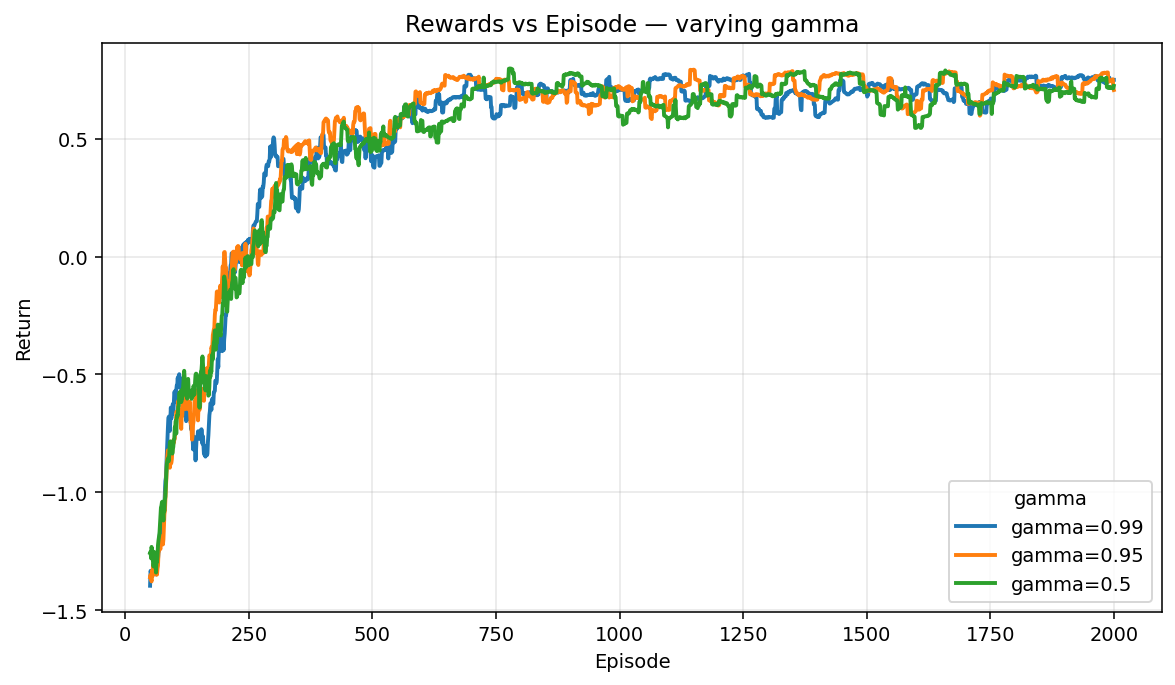 Rewards vs Episode — varying gamma
Return
0.5
0.0
−0.5
−1.0
−1.5
0 250 500 750 1000 1250 1500 1750 2000
Episode
gamma
gamma=0.99
gamma=0.95
gamma=0.5